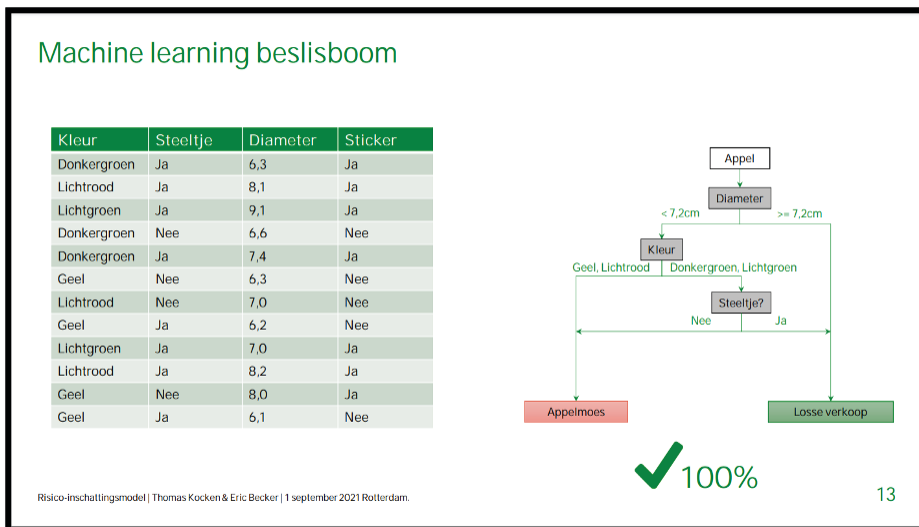 Machine learning beslisboom
Kleur Steeltje Diameter Sticker
Donkergroen Ja 6,3 Ja
Lichtrood Ja 8,1 Ja
Lichtgroen Ja 9,1 Ja
Donkergroen Nee 6,6 Nee
Donkergroen Ja 7,4 Ja
Geel Nee 6,3 Nee
Lichtrood Nee 7,0 Nee
Geel Ja 6,2 Nee
Lichtgroen Ja 7,0 Ja
Lichtrood Ja 8,2 Ja
Geel Nee 8,0 Ja
Geel Ja 6,1 Nee
Appel
Diameter
< 7,2cm >= 7,2cm
Kleur
Geel, Lichtrood Donkergroen, Lichtgroen
Steeltje?
Nee Ja
Appelmoes Losse verkoop
100%
Risico-inschattingsmodel | Thomas Kocken & Eric Becker | 1 september 2021 Rotterdam.
13